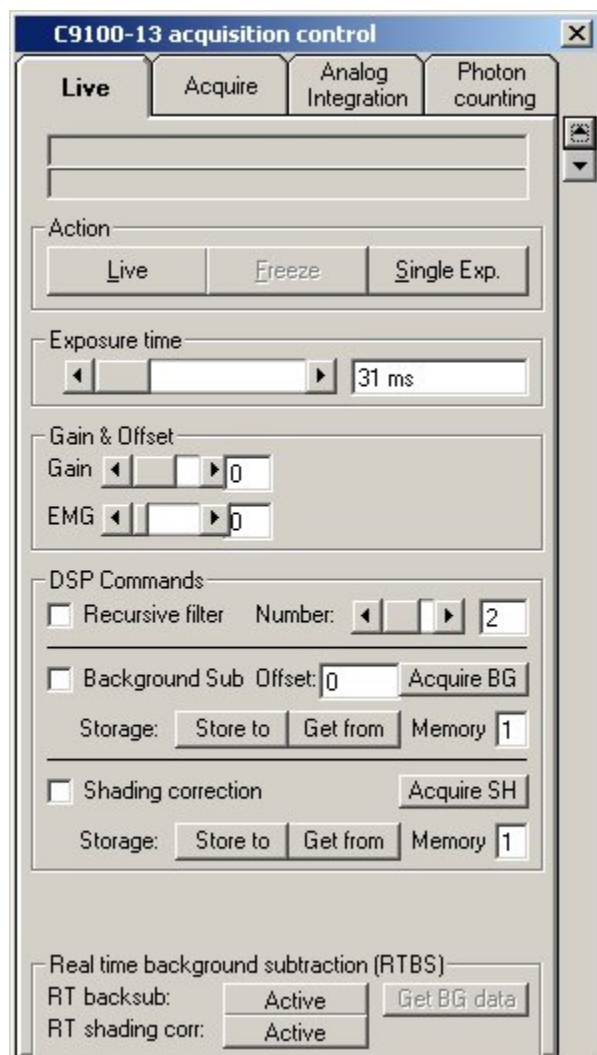 C9100-13 acquisition control
Live Acquire Analog Integration Photon counting
Action
Live Freeze Single Exp.
Exposure time
31 ms
Gain & Offset
Gain 0
EMG 0
DSP Commands
Recursive filter Number: 2
Background Sub Offset: 0 Acquire BG
Storage: Store to Get from Memory 1
Shading correction Acquire SH
Storage: Store to Get from Memory 1
Real time background subtraction (RTBS)
RT backsub: Active Get BG data
RT shading corr: Active